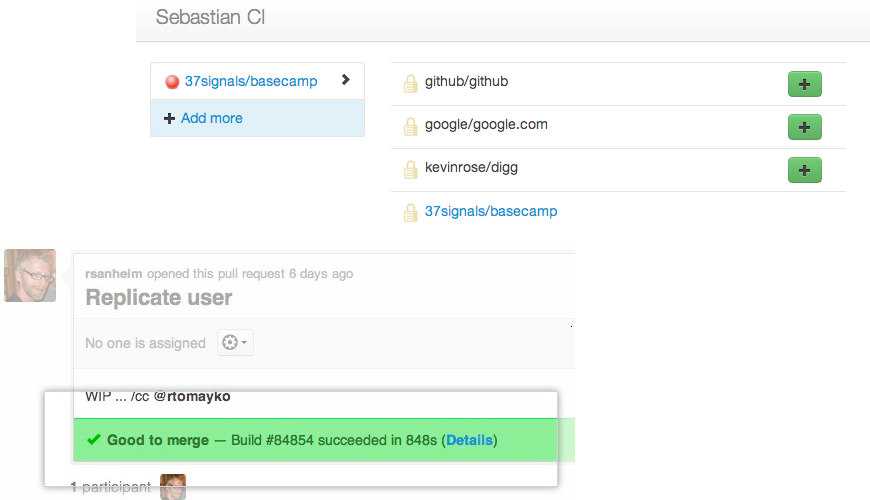 Sebastian CI
37signals/basecamp
Add more
github/github
google/google.com
kevinrose/digg
37signals/basecamp
rsanheim opened this pull request 6 days ago
Replicate user
No one is assigned
WIP ... /cc @rtomayko
Good to merge — Build #84854 succeeded in 848s (Details)
1 participant